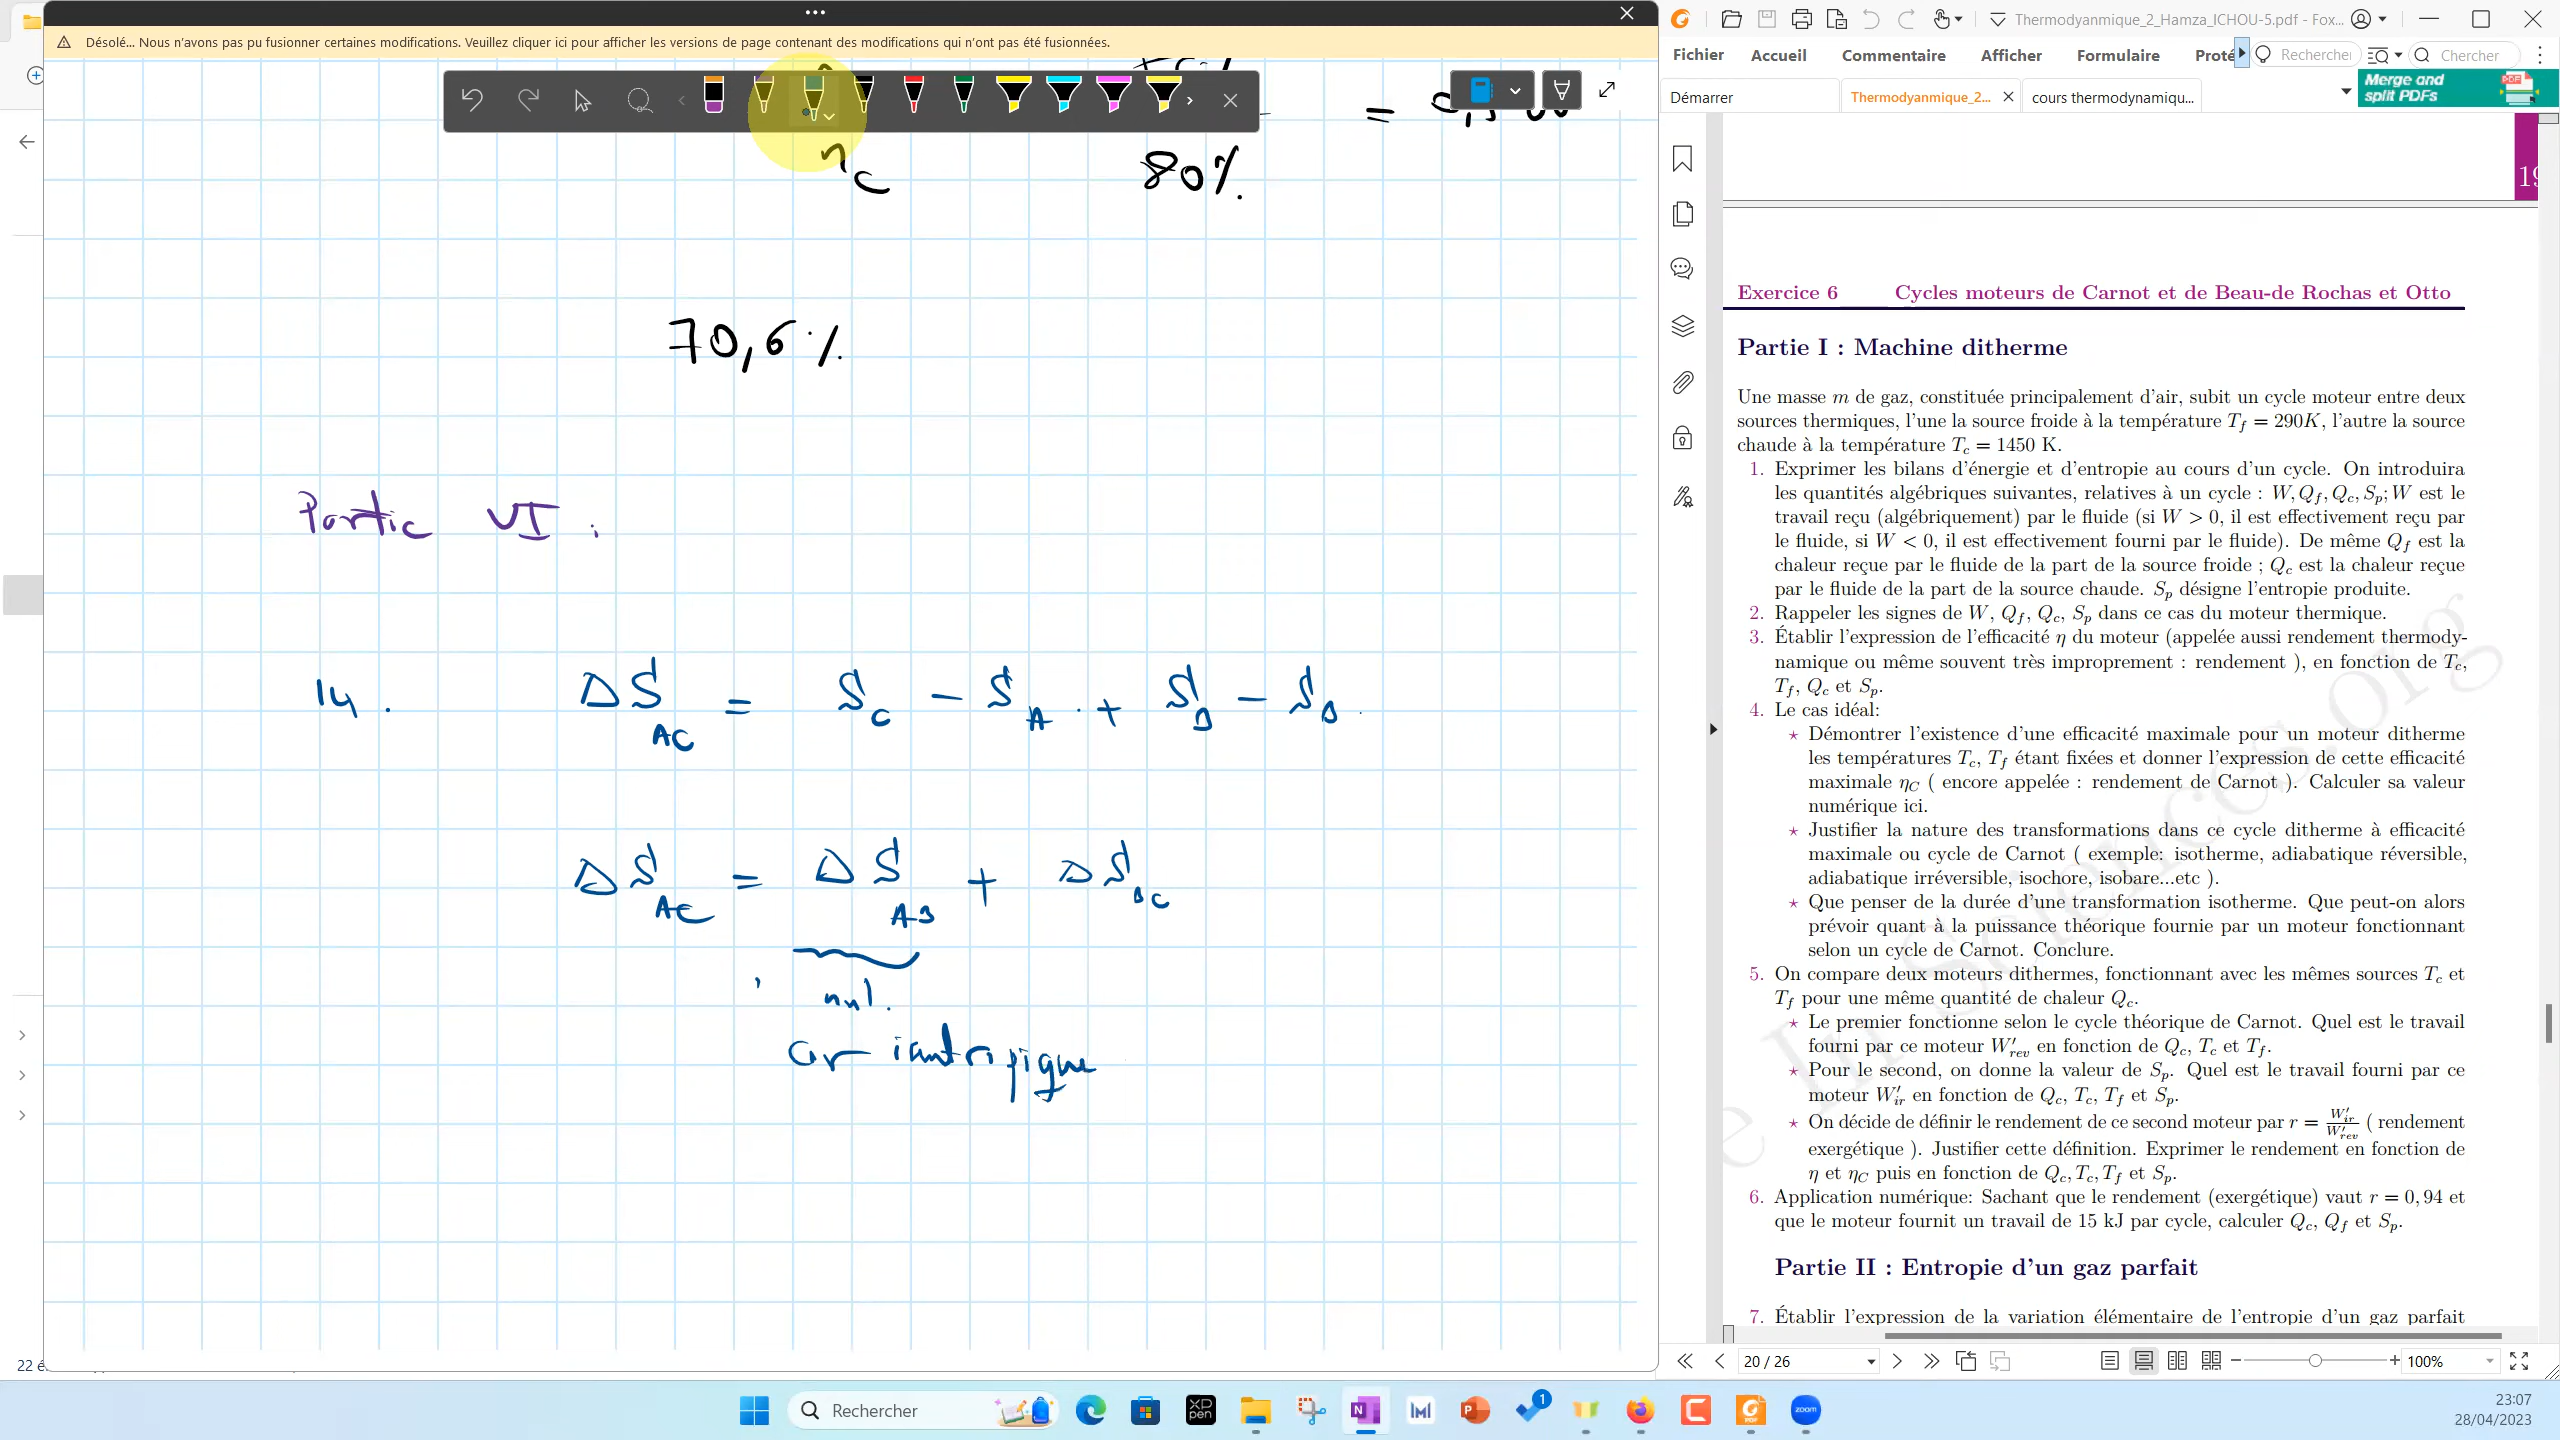 Désolé... Nous n'avons pas pu fusionner certaines modifications. Veuillez cliquer ici pour afficher les versions de page contenant des modifications qui n'ont pas été fusionnées.
η_C
80%
=
70,6 %
Partie VI :
14. ΔS_AC = S_C - S_A + S_B - S_B
ΔS_AC = ΔS_AB + ΔS_BC
nul.
car isentripique
Thermodyanmique_2_Hamza_ICHOU-5.pdf - Fox...
Fichier Accueil Commentaire Afficher Formulaire Proté Rechercher Chercher
Démarrer Thermodyanmique_2... cours thermodynamiqu...
Merge and
split PDFs
19
Exercice 6 Cycles moteurs de Carnot et de Beau-de Rochas et Otto
Partie I : Machine ditherme
Une masse m de gaz, constituée principalement d'air, subit un cycle moteur entre deux
sources thermiques, l'une la source froide à la température T_f = 290K, l'autre la source
chaude à la température T_c = 1450 K.
1. Exprimer les bilans d'énergie et d'entropie au cours d'un cycle. On introduira
les quantités algébriques suivantes, relatives à un cycle : W, Q_f, Q_c, S_p; W est le
travail reçu (algébriquement) par le fluide (si W > 0, il est effectivement reçu par
le fluide, si W < 0, il est effectivement fourni par le fluide). De même Q_f est la
chaleur reçue par le fluide de la part de la source froide ; Q_c est la chaleur reçue
par le fluide de la part de la source chaude. S_p désigne l'entropie produite.
2. Rappeler les signes de W, Q_f, Q_c, S_p dans ce cas du moteur thermique.
3. Établir l'expression de l'efficacité η du moteur (appelée aussi rendement thermody-
namique ou même souvent très improprement : rendement ), en fonction de T_c,
T_f, Q_c et S_p.
4. Le cas idéal:
⋆ Démontrer l'existence d'une efficacité maximale pour un moteur ditherme
les températures T_c, T_f étant fixées et donner l'expression de cette efficacité
maximale η_C ( encore appelée : rendement de Carnot ). Calculer sa valeur
numérique ici.
⋆ Justifier la nature des transformations dans ce cycle ditherme à efficacité
maximale ou cycle de Carnot ( exemple: isotherme, adiabatique réversible,
adiabatique irréversible, isochore, isobare...etc ).
⋆ Que penser de la durée d'une transformation isotherme. Que peut-on alors
prévoir quant à la puissance théorique fournie par un moteur fonctionnant
selon un cycle de Carnot. Conclure.
5. On compare deux moteurs dithermes, fonctionnant avec les mêmes sources T_c et
T_f pour une même quantité de chaleur Q_c.
⋆ Le premier fonctionne selon le cycle théorique de Carnot. Quel est le travail
fourni par ce moteur W'_rev en fonction de Q_c, T_c et T_f.
⋆ Pour le second, on donne la valeur de S_p. Quel est le travail fourni par ce
moteur W'_ir en fonction de Q_c, T_c, T_f et S_p.
⋆ On décide de définir le rendement de ce second moteur par r = W'_ir/W'_rev ( rendement
exergétique ). Justifier cette définition. Exprimer le rendement en fonction de
η et η_C puis en fonction de Q_c, T_c, T_f et S_p.
6. Application numérique: Sachant que le rendement (exergétique) vaut r = 0, 94 et
que le moteur fournit un travail de 15 kJ par cycle, calculer Q_c, Q_f et S_p.
Partie II : Entropie d'un gaz parfait
7. Établir l'expression de la variation élémentaire de l'entropie d'un gaz parfait
In Sciences.org
20 / 26
100%
22 é
Rechercher
XD
pen
1
zoom
23:07
28/04/2023